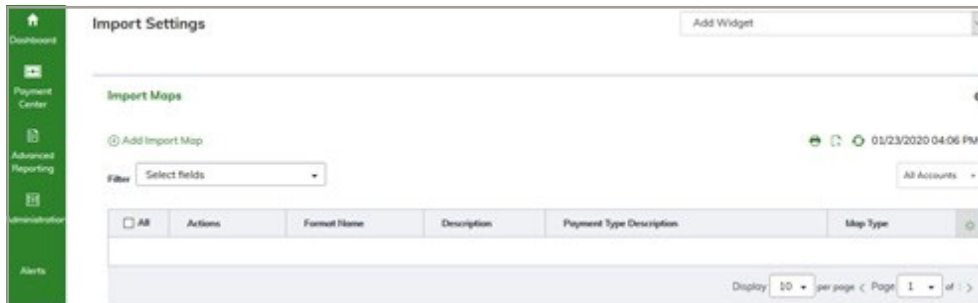 Import Settings
Add Widget
Dashboard
Payment
Center
Advanced
Reporting
Administration
Alerts
Import Maps
Add Import Map
01/23/2020 04:06 PM
Filter Select fields
All Accounts
All Actions Format Name Description Payment Type Description Map Type
Display 10 per page Page 1 of